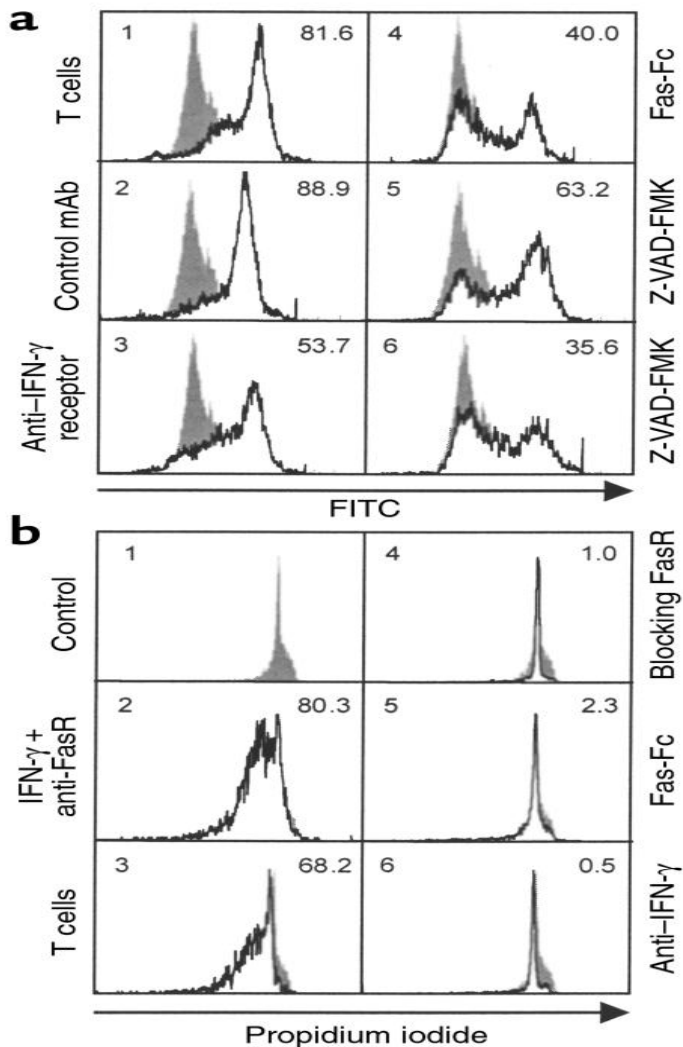 a
T cells
1
81.6
4
40.0
Fas-Fc
Control mAb
2
88.9
5
63.2
Z-VAD-FMK
Anti–IFN-γ
receptor
3
53.7
6
35.6
Z-VAD-FMK
FITC
b
Control
1
4
1.0
Blocking FasR
IFN-γ +
anti-FasR
2
80.3
5
2.3
Fas-Fc
T cells
3
68.2
6
0.5
Anti–IFN-γ
Propidium iodide